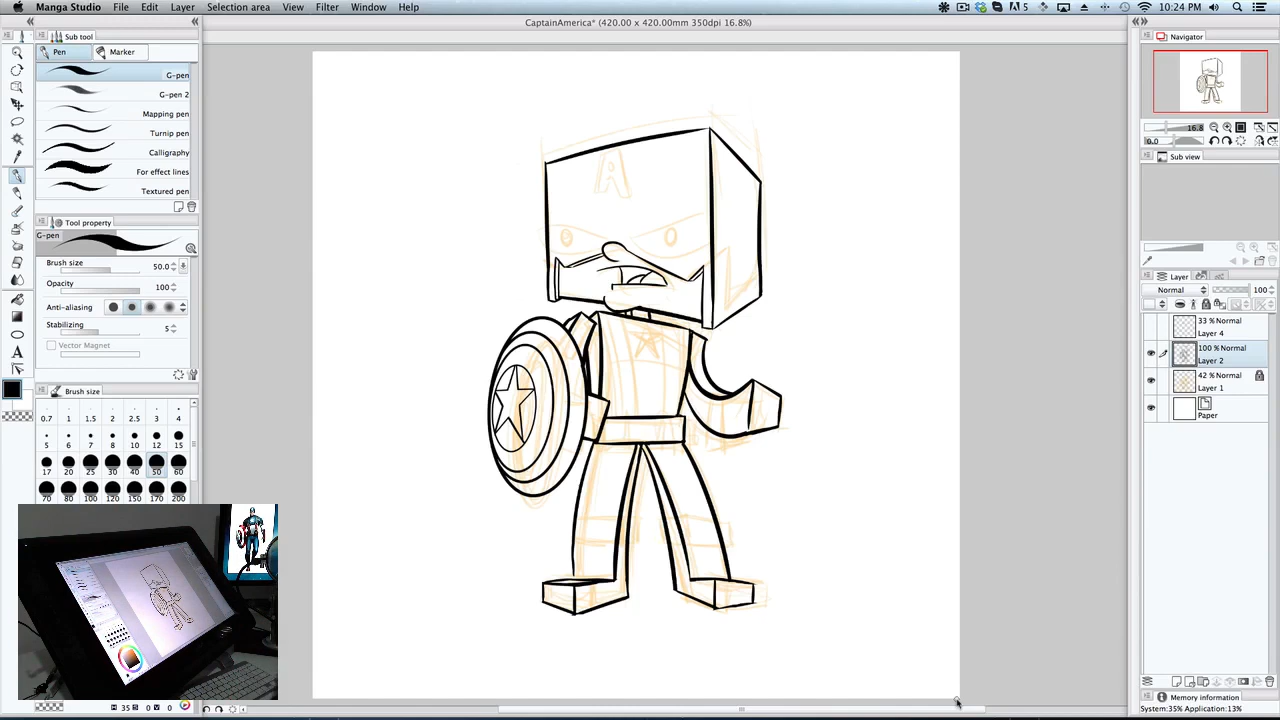 Manga Studio File Edit Layer Selection area View Filter Window Help 5 10:24 PM
CaptainAmerica* (420.00 x 420.00mm 350dpi 16.8%)
Sub tool
Pen Marker
G-pen
G-pen 2
Mapping pen
Turnip pen
Calligraphy
For effect lines
Textured pen
Tool property
G-pen
Brush size 50.0
Opacity 100
Anti-aliasing
Stabilizing 5
Vector Magnet
Brush size
0.7 1 1.5 2 2.5 3 4
5 6 7 8 10 12 15
17 20 25 30 40 50 60
70 80 100 120 150 170 200
H 35 S 0 V 0
A
Navigator
16.8
0.0
Sub view
Layer
Normal 100
33 % Normal
Layer 4
100 % Normal
Layer 2
42 % Normal
Layer 1
Paper
Memory information
System:35% Application:13%